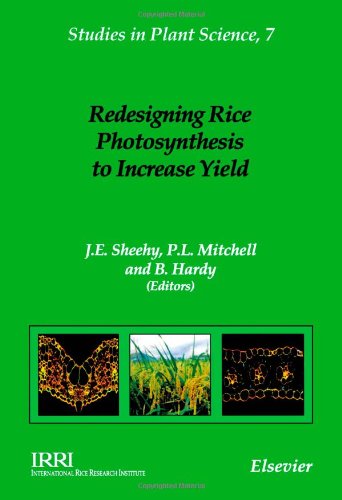 Studies in Plant Science, 7
Redesigning Rice
Photosynthesis
to Increase Yield
J.E. Sheehy, P.L. Mitchell
and B. Hardy
(Editors)
IRRI
INTERNATIONAL RICE RESEARCH INSTITUTE
Elsevier